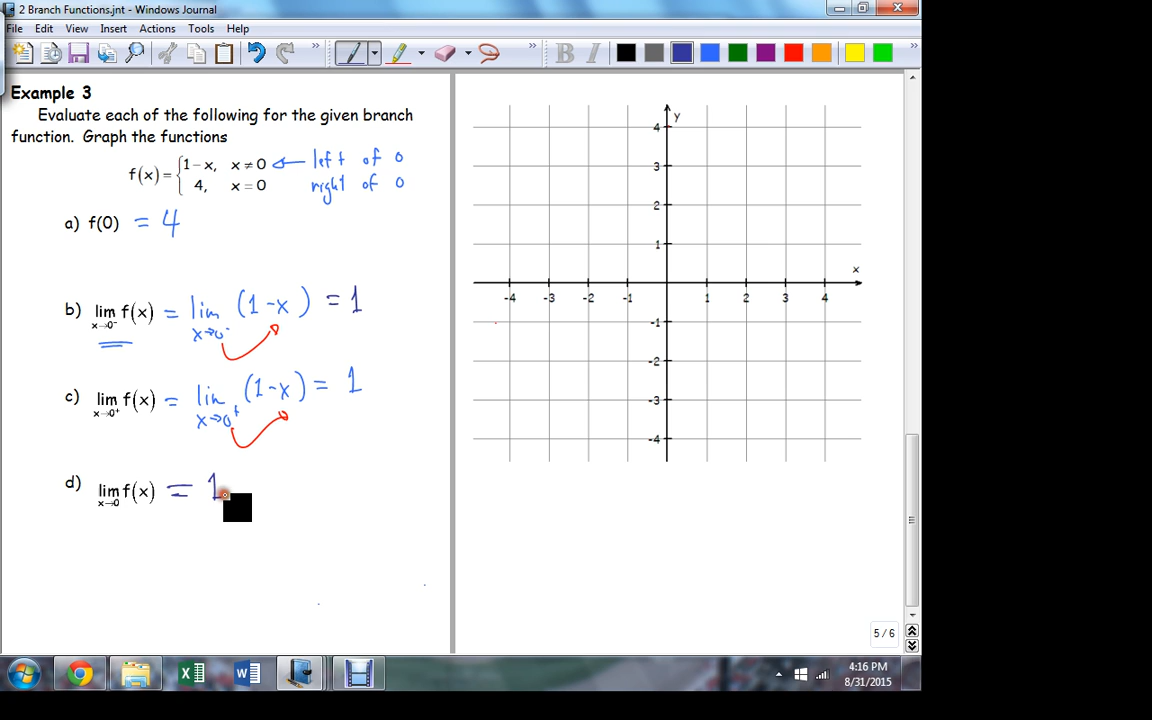 2 Branch Functions.jnt - Windows Journal
File Edit View Insert Actions Tools Help
» » B I »
Example 3
Evaluate each of the following for the given branch
function. Graph the functions
f(x) = { 1 - x, x ≠ 0 ← left of 0
4, x = 0 right of 0
a) f(0) = 4
b) lim f(x) = lim (1-x) = 1
x→0⁻ x→0⁻
c) lim f(x) = lim (1-x) = 1
x→0⁺ x→0⁺
d) lim f(x) = 1
x→0
y
4
3
2
1
x
-4 -3 -2 -1 1 2 3 4
-1
-2
-3
-4
5 / 6
4:16 PM
8/31/2015